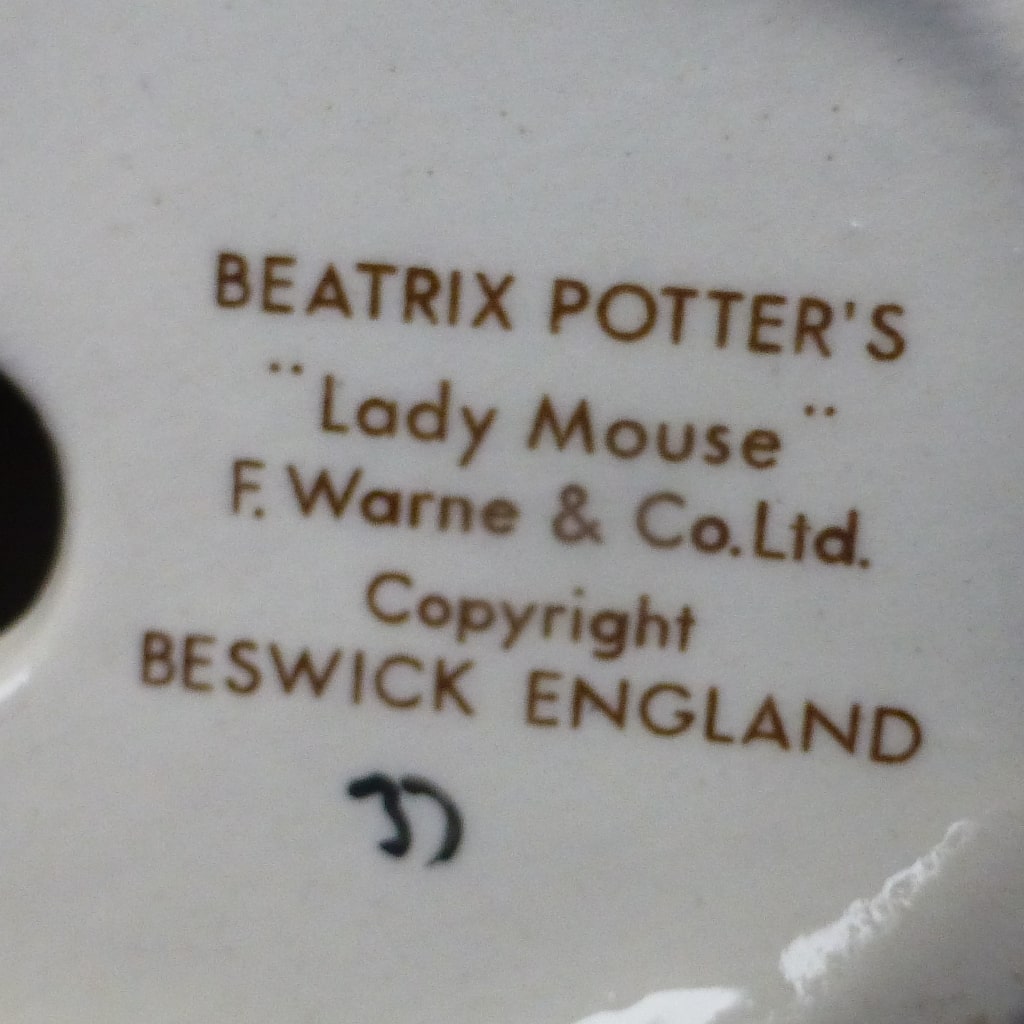 BEATRIX POTTER'S
"Lady Mouse"
F. Warne & Co. Ltd.
Copyright
BESWICK ENGLAND